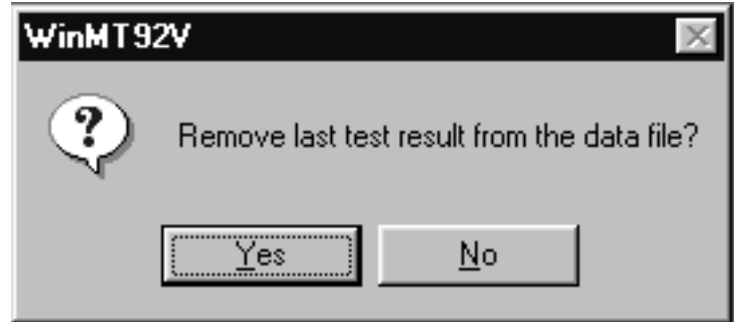 WinMT92V
Remove last test result from the data file?
Yes No